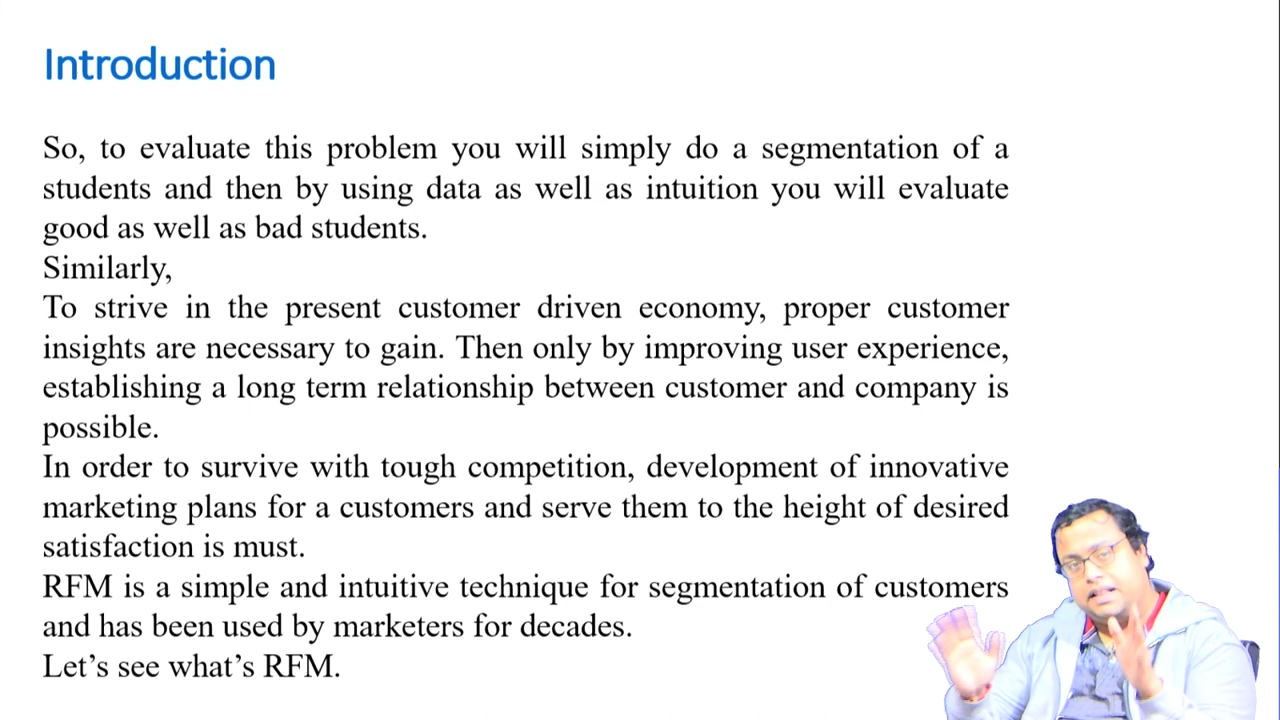 Introduction
So, to evaluate this problem you will simply do a segmentation of a
students and then by using data as well as intuition you will evaluate
good as well as bad students.
Similarly,
To strive in the present customer driven economy, proper customer
insights are necessary to gain. Then only by improving user experience,
establishing a long term relationship between customer and company is
possible.
In order to survive with tough competition, development of innovative
marketing plans for a customers and serve them to the height of desired
satisfaction is must.
RFM is a simple and intuitive technique for segmentation of customers
and has been used by marketers for decades.
Let’s see what’s RFM.